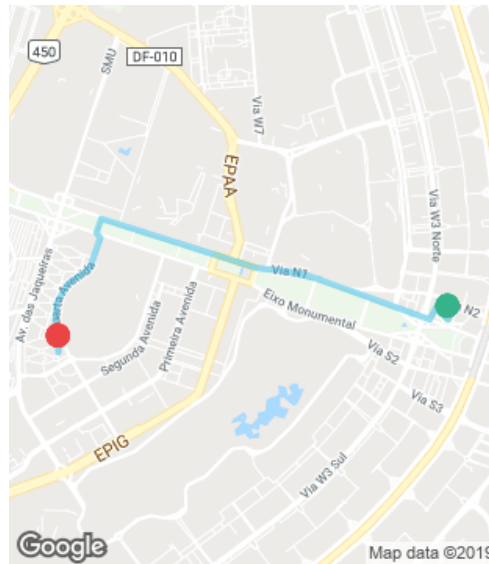 450
SMU
DF-010
Via W7
EPAA
Via W3 Norte
Av. das Jaqueiras
Quarta Avenida
Via N1
N2
Eixo Monumental
Segunda Avenida
Primeira Avenida
Via S2
Via S3
EPIG
Via W3 Sul
Google
Map data ©2019